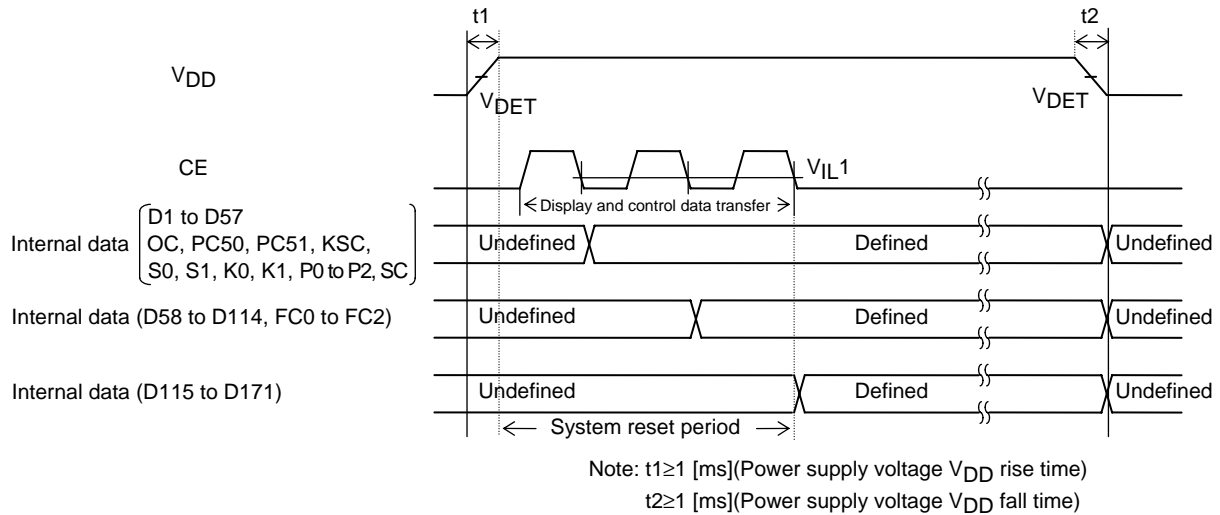 t1
t2
VDD
VDET
VDET
CE
VIL1
Display and control data transfer
Internal data
D1 to D57
OC, PC50, PC51, KSC,
S0, S1, K0, K1, P0 to P2, SC
Undefined
Defined
Undefined
Internal data (D58 to D114, FC0 to FC2)
Undefined
Defined
Undefined
Internal data (D115 to D171)
Undefined
Defined
Undefined
System reset period
Note: t1≥1 [ms](Power supply voltage VDD rise time)
t2≥1 [ms](Power supply voltage VDD fall time)